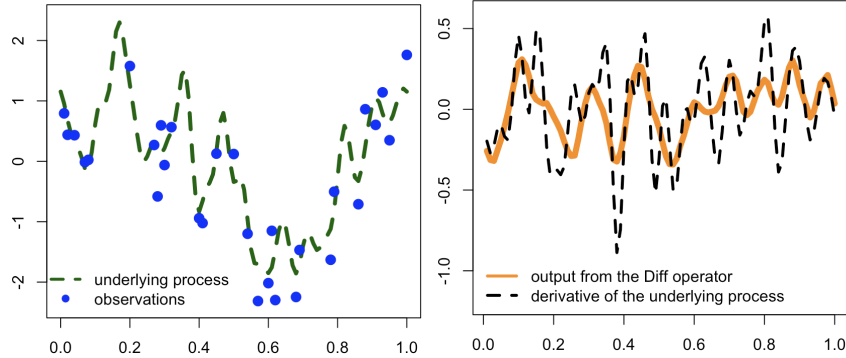 2
1
0
-1
-2
underlying process
observations
0.0 0.2 0.4 0.6 0.8 1.0
0.5
0.0
-0.5
-1.0
output from the Diff operator
derivative of the underlying process
0.0 0.2 0.4 0.6 0.8 1.0